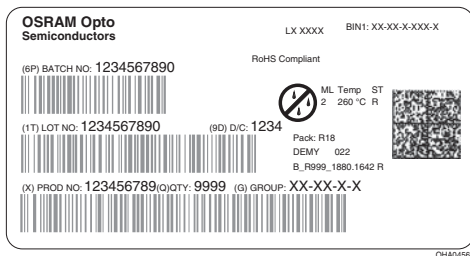 OSRAM Opto
Semiconductors
LX XXXX
BIN1: XX-XX-X-XXX-X
RoHS Compliant
(6P) BATCH NO: 1234567890
ML Temp ST
2 260 °C R
(1T) LOT NO: 1234567890 (9D) D/C: 1234
Pack: R18
DEMY 022
B_R999_1880.1642 R
(X) PROD NO: 123456789(Q)QTY: 9999 (G) GROUP: XX-XX-X-X
OHA0456